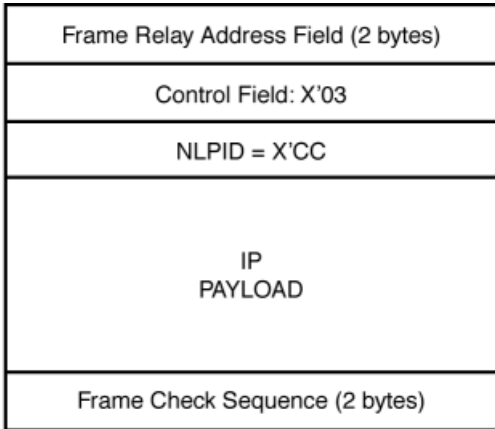 Frame Relay Address Field (2 bytes)
Control Field: X'03
NLPID = X'CC
IP
PAYLOAD
Frame Check Sequence (2 bytes)